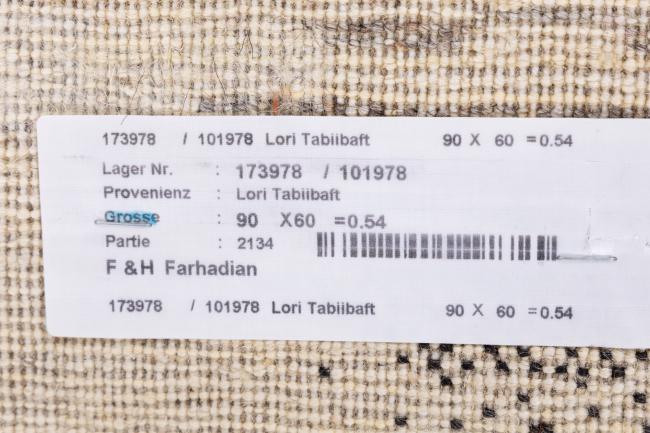 173978 / 101978 Lori Tabiibaft 90 X 60 =0.54
Lager Nr. : 173978 / 101978
Provenienz : Lori Tabiibaft
Grosse : 90 X60 =0.54
Partie : 2134
F &H Farhadian
173978 / 101978 Lori Tabiibaft 90 X 60 =0.54